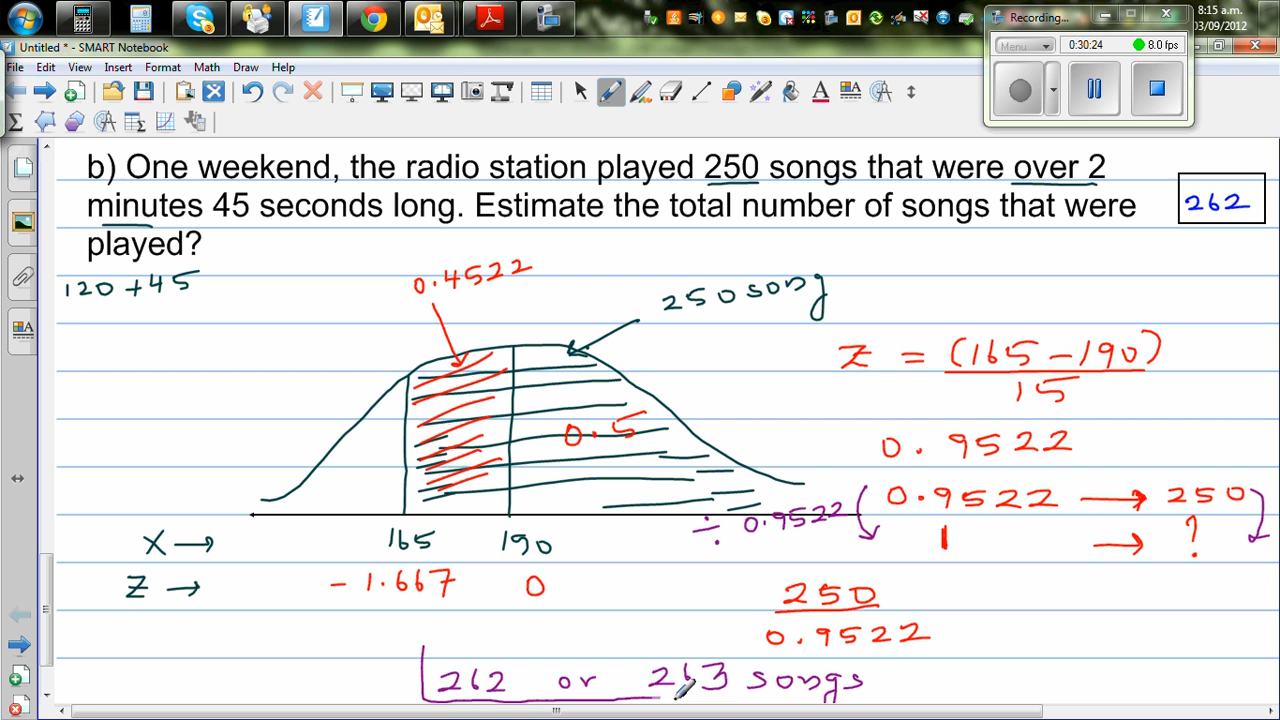 8:15 a.m.
03/09/2012
Untitled * - SMART Notebook
Recording...
Menu
0:30:24
8.0 fps
File Edit View Insert Format Math Draw Help
b) One weekend, the radio station played 250 songs that were over 2
minutes 45 seconds long. Estimate the total number of songs that were
played?
262
120 + 45
0.4522
250 song
Z = (165 - 190)
15
0.5
0.9522
0.9522 → 250
÷ 0.9522
1 → ?
X → 165 190
Z → - 1.667 0
250
0.9522
262 or 263 songs